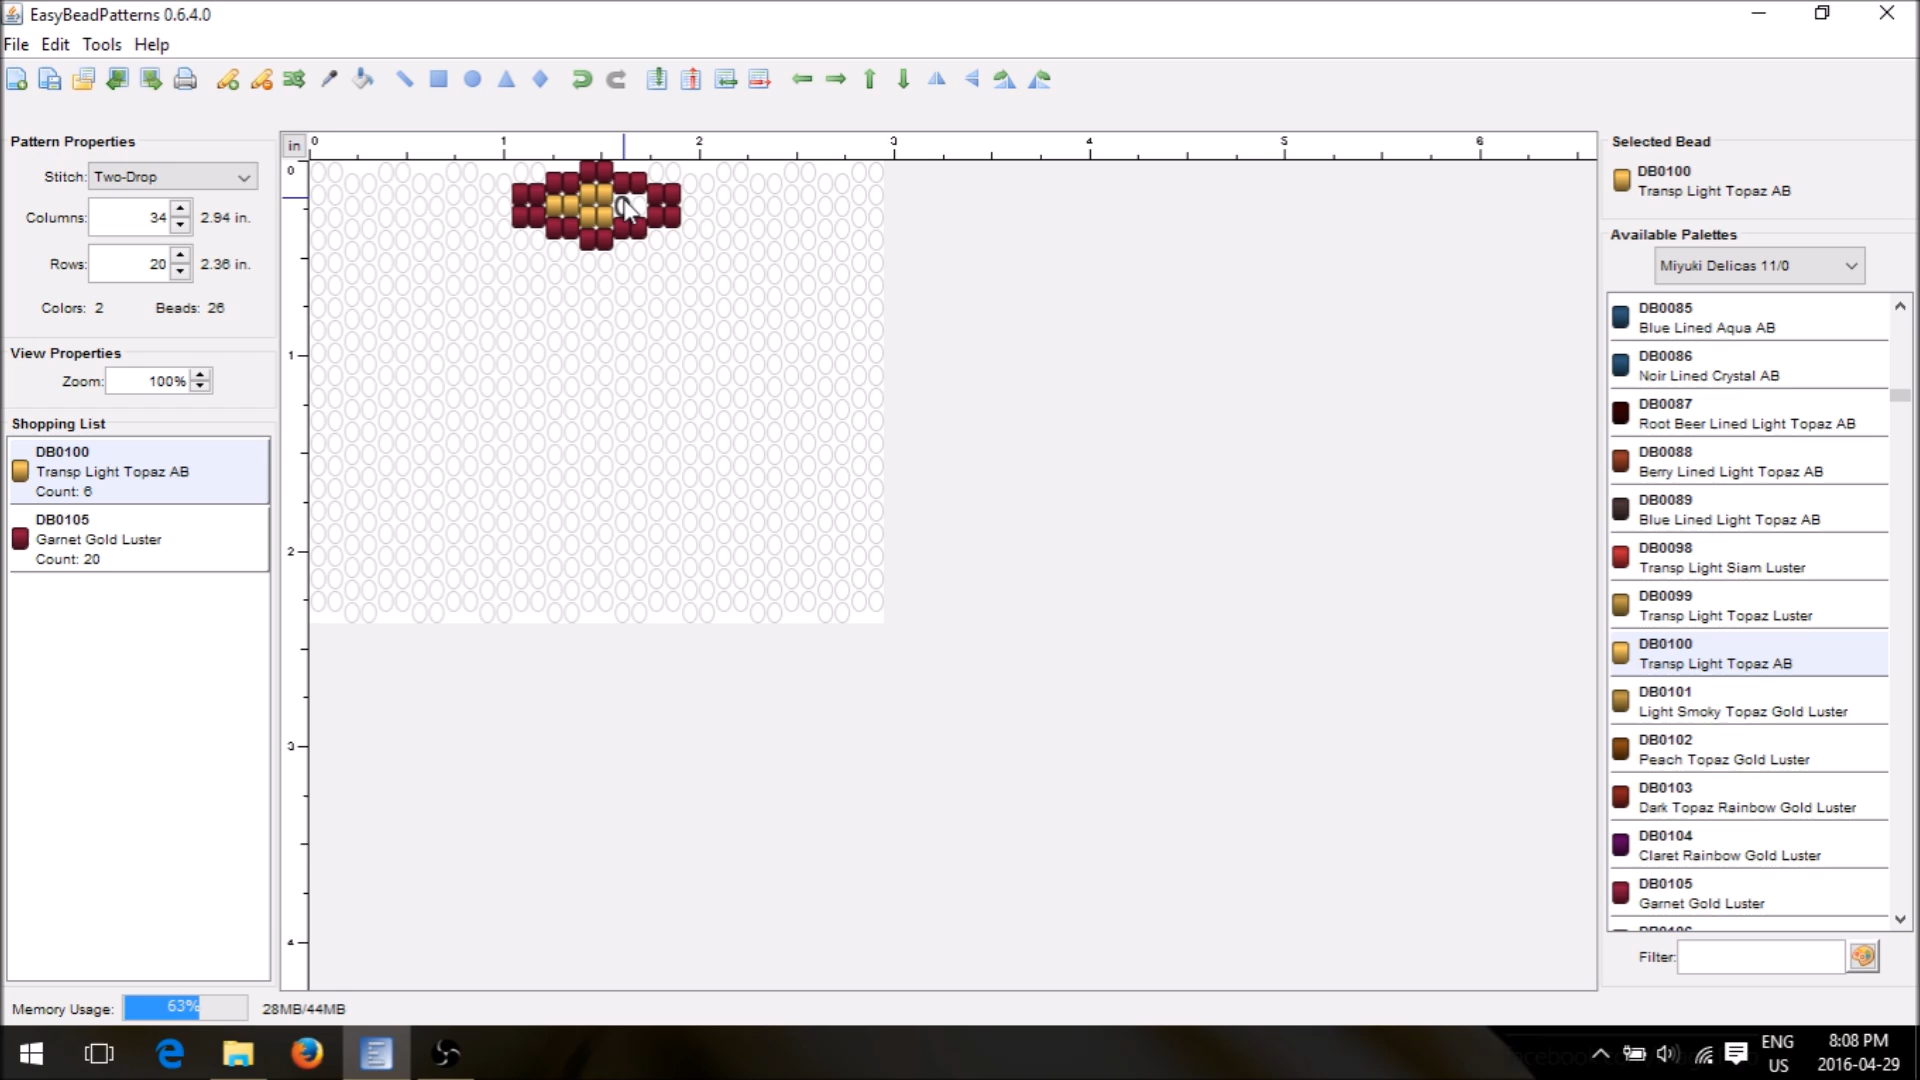 EasyBeadPatterns 0.6.4.0
File Edit Tools Help
Pattern Properties
Stitch: Two-Drop
Columns: 34 2.94 in.
Rows: 20 2.36 in.
Colors: 2 Beads: 26
View Properties
Zoom: 100%
Shopping List
DB0100
Transp Light Topaz AB
Count: 6
DB0105
Garnet Gold Luster
Count: 20
in 0 1 2 3 4 5 6
0
1
2
3
4
Selected Bead
DB0100
Transp Light Topaz AB
Available Palettes
Miyuki Delicas 11/0
DB0085
Blue Lined Aqua AB
DB0086
Noir Lined Crystal AB
DB0087
Root Beer Lined Light Topaz AB
DB0088
Berry Lined Light Topaz AB
DB0089
Blue Lined Light Topaz AB
DB0098
Transp Light Siam Luster
DB0099
Transp Light Topaz Luster
DB0100
Transp Light Topaz AB
DB0101
Light Smoky Topaz Gold Luster
DB0102
Peach Topaz Gold Luster
DB0103
Dark Topaz Rainbow Gold Luster
DB0104
Claret Rainbow Gold Luster
DB0105
Garnet Gold Luster
DB0106
Filter:
Memory Usage: 63% 28MB/44MB
ENG
US
8:08 PM
2016-04-29